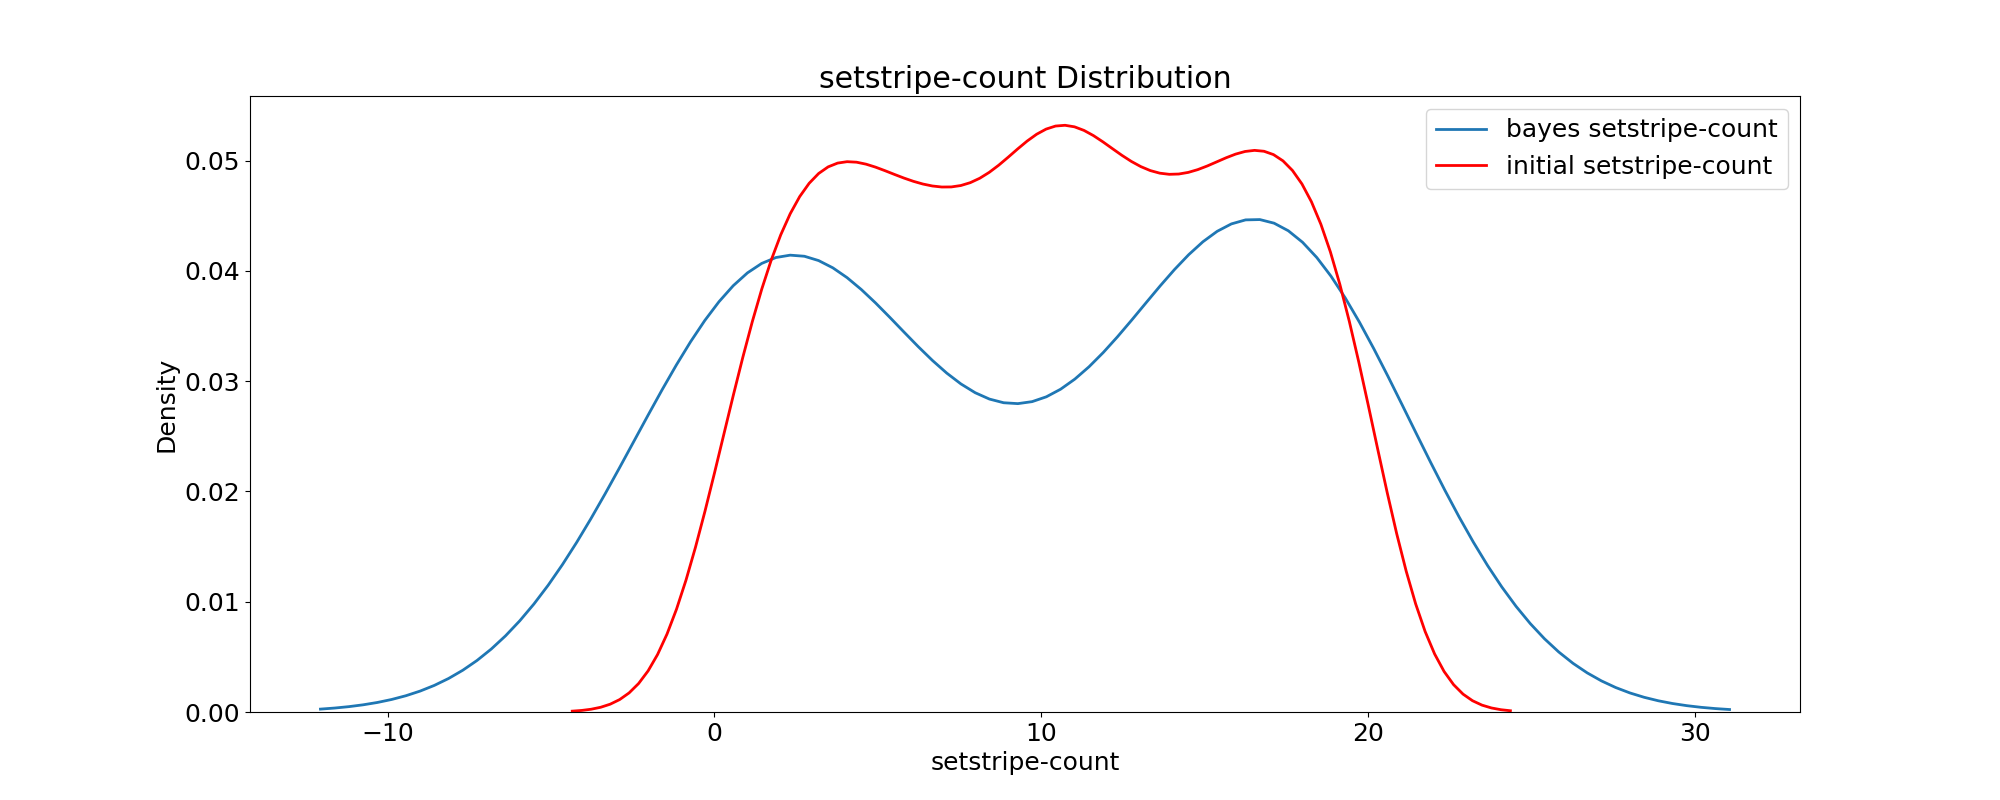 setstripe-count Distribution
bayes setstripe-count
initial setstripe-count
Density
0.05
0.04
0.03
0.02
0.01
0.00
−10 0 10 20 30
setstripe-count